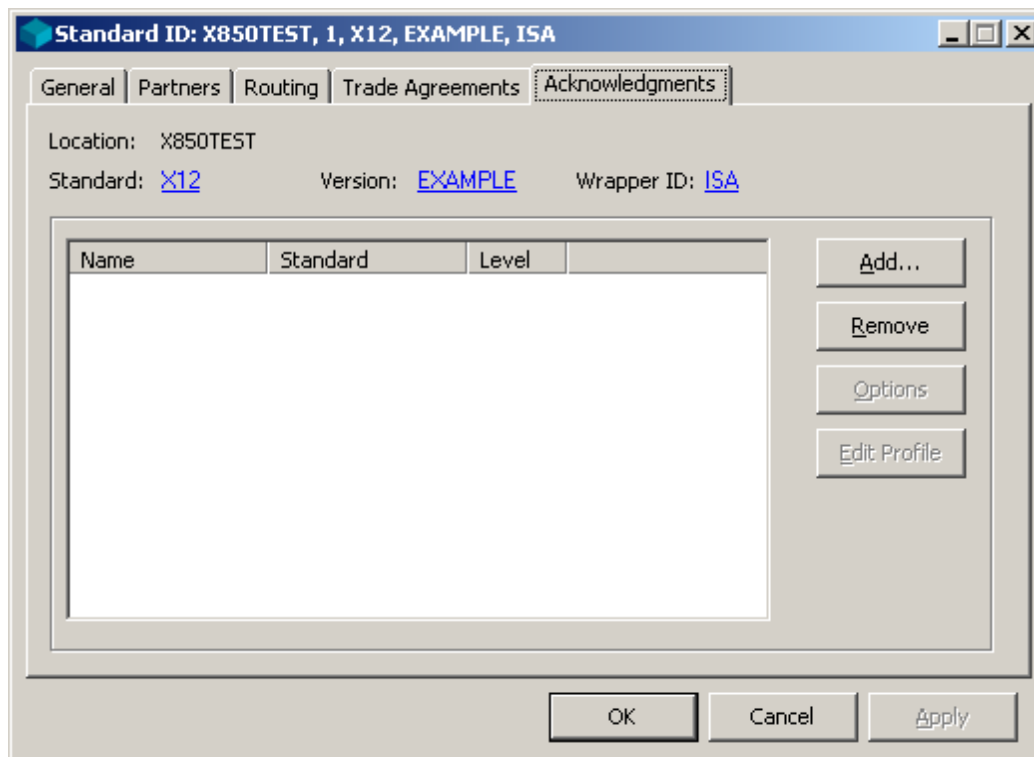 Standard ID: X850TEST, 1, X12, EXAMPLE, ISA
General Partners Routing Trade Agreements Acknowledgments
Location: X850TEST
Standard: X12 Version: EXAMPLE Wrapper ID: ISA
Name Standard Level
Add...
Remove
Options
Edit Profile
OK Cancel Apply